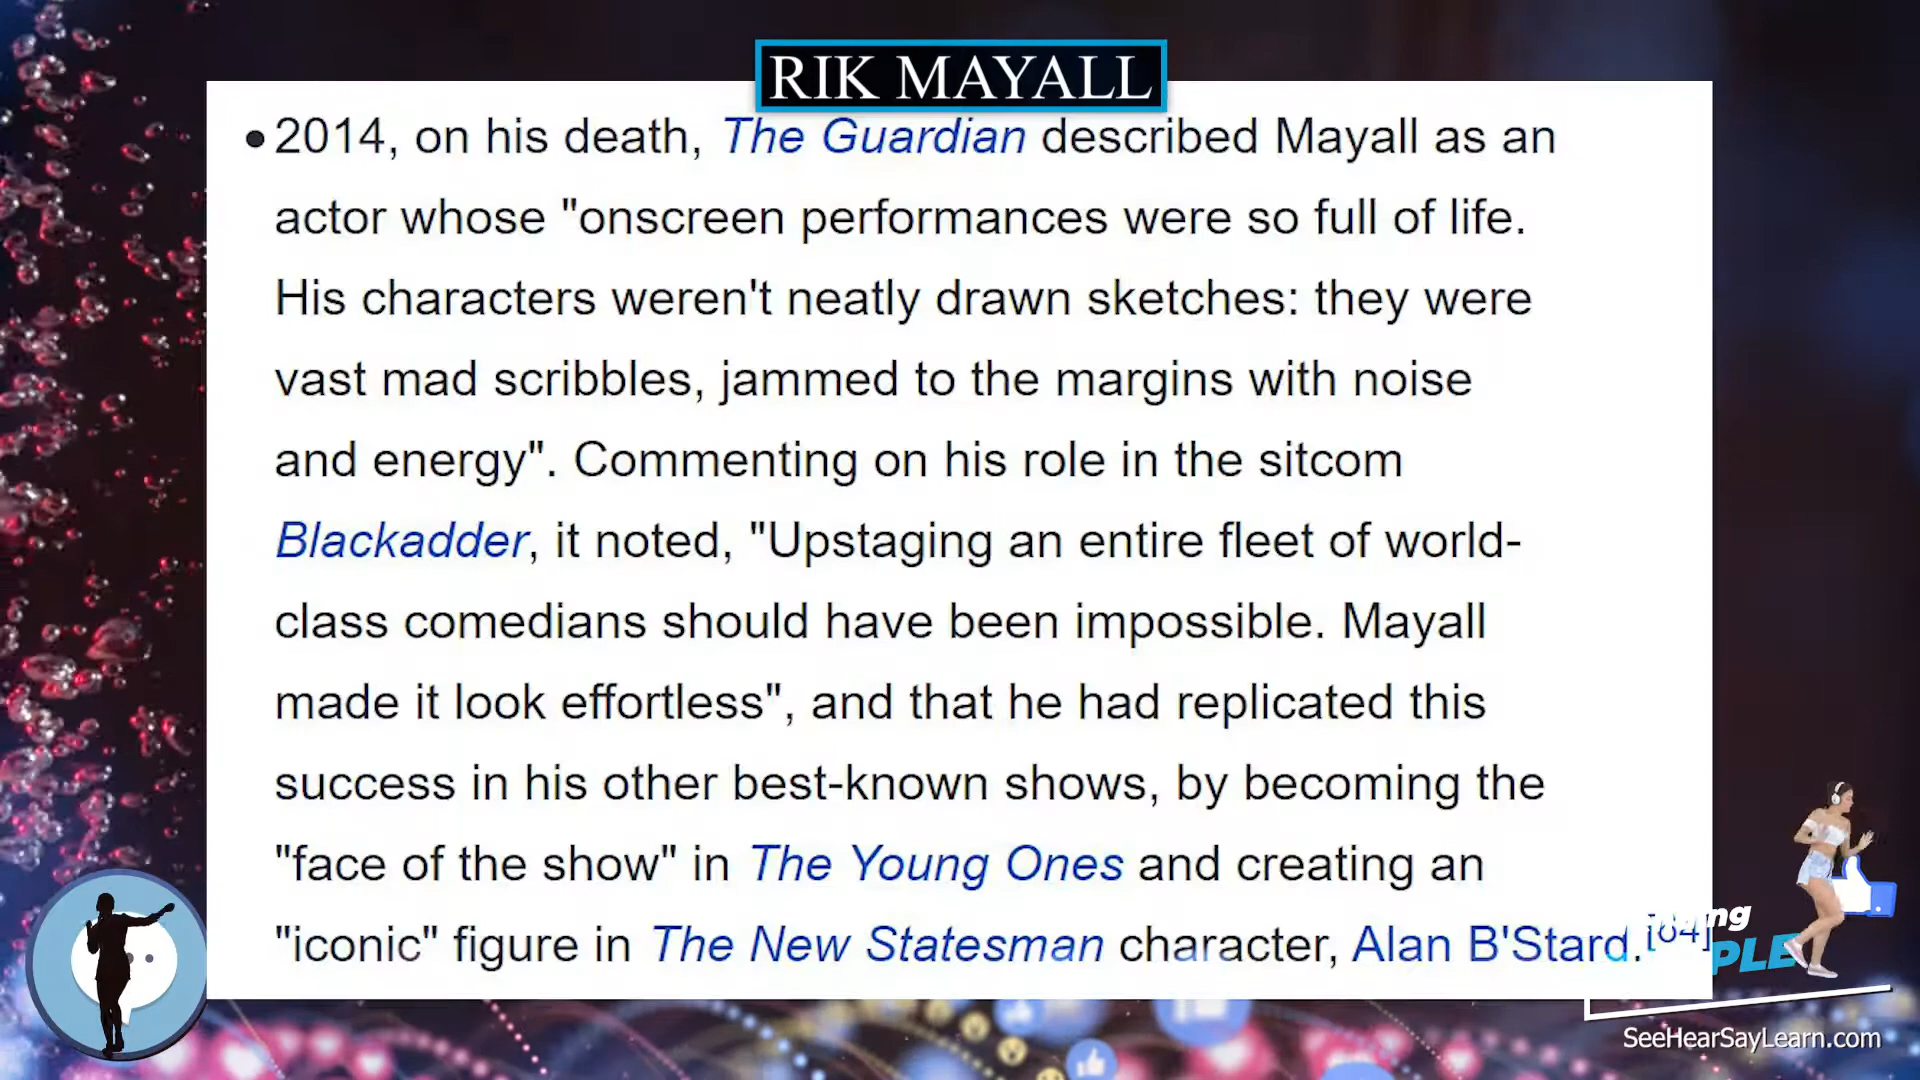 RIK MAYALL
•2014, on his death, The Guardian described Mayall as an
actor whose "onscreen performances were so full of life.
His characters weren't neatly drawn sketches: they were
vast mad scribbles, jammed to the margins with noise
and energy". Commenting on his role in the sitcom
Blackadder, it noted, "Upstaging an entire fleet of world-
class comedians should have been impossible. Mayall
made it look effortless", and that he had replicated this
success in his other best-known shows, by becoming the
"face of the show" in The Young Ones and creating an
"iconic" figure in The New Statesman character, Alan B'Stard.
SeeHearSayLearn.com